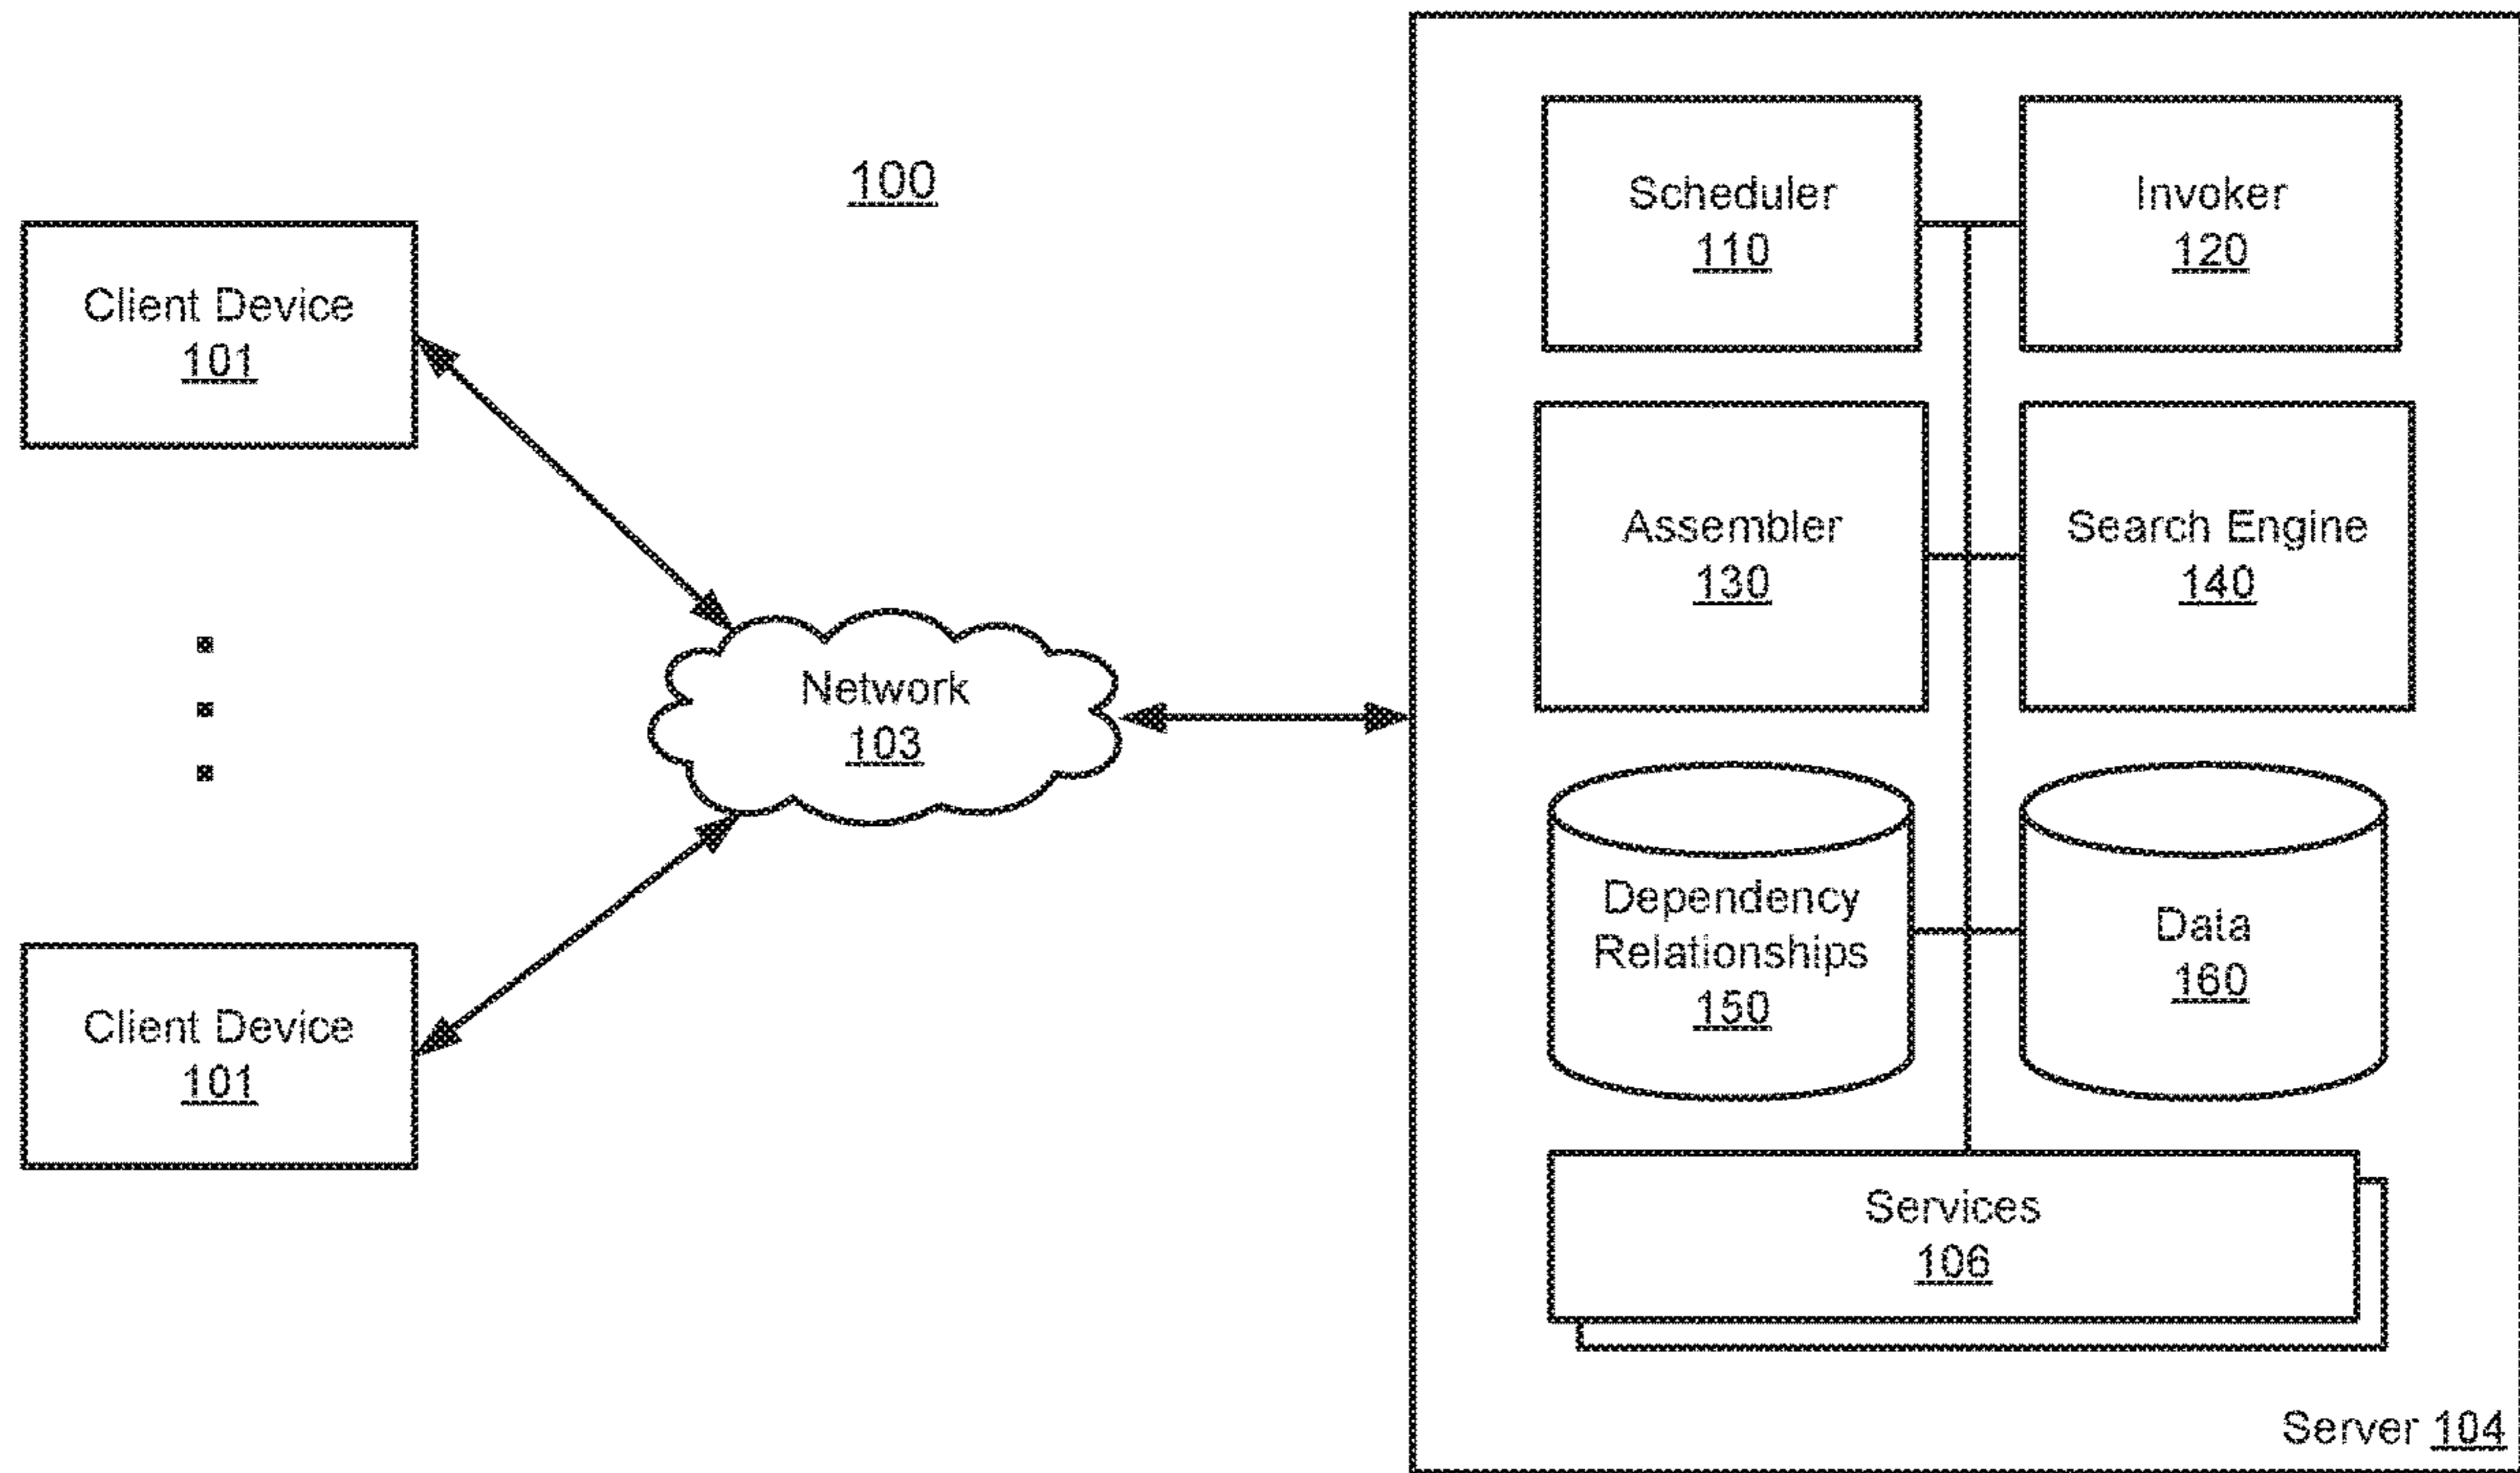 100
Client Device
101
Network
103
Client Device
101
Scheduler
110
Invoker
120
Assembler
130
Search Engine
140
Dependency
Relationships
150
Data
160
Services
106
Server 104